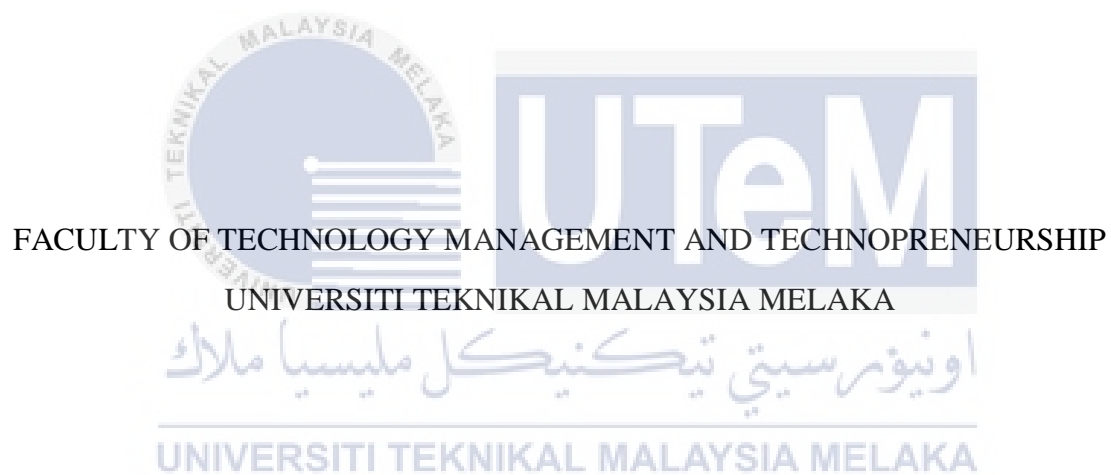 UNIVERSITI TEKNIKAL MALAYSIA MELAKA
UTeM
FACULTY OF TECHNOLOGY MANAGEMENT AND TECHNOPRENEURSHIP
UNIVERSITI TEKNIKAL MALAYSIA MELAKA
اونيۏرسيتي تيكنيكل مليسيا ملاك
UNIVERSITI TEKNIKAL MALAYSIA MELAKA